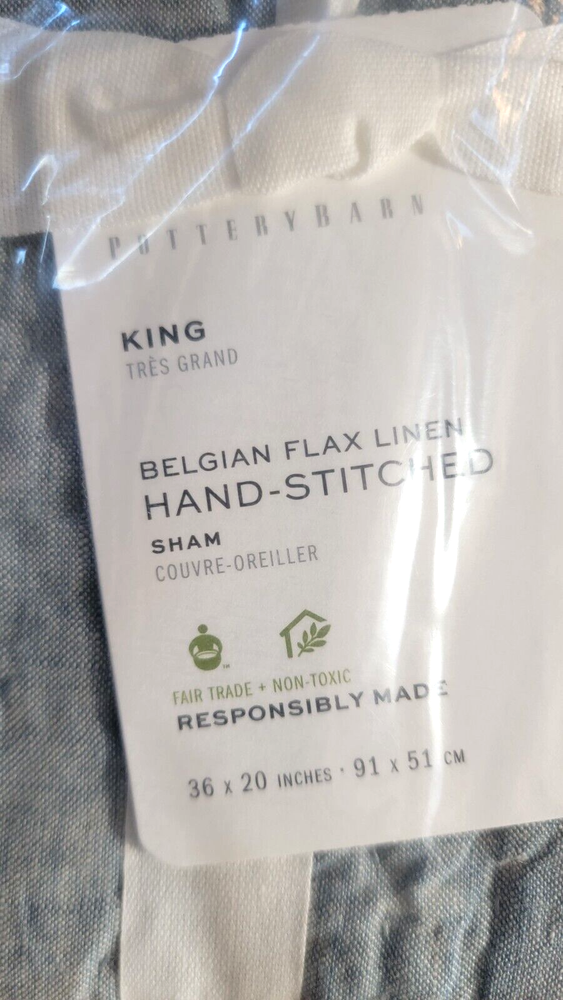 POTTERYBARN
KING
TRÈS GRAND
BELGIAN FLAX LINEN
HAND-STITCHED
SHAM
COUVRE-OREILLER
TM
FAIR TRADE + NON-TOXIC
RESPONSIBLY MADE
36 x 20 INCHES · 91 x 51 CM